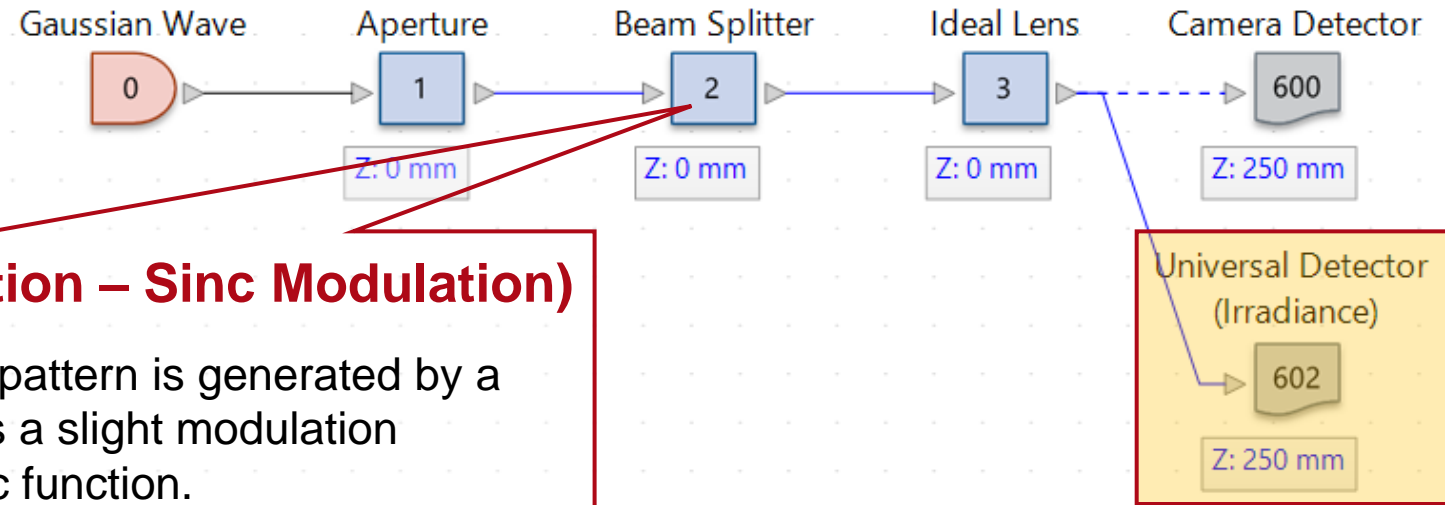 Gaussian Wave Aperture Beam Splitter Ideal Lens Camera Detector
0 1 2 3 600
Z: 0 mm Z: 0 mm Z: 0 mm Z: 250 mm
tion – Sinc Modulation)
pattern is generated by a
s a slight modulation
c function.
Universal Detector
(Irradiance)
602
Z: 250 mm